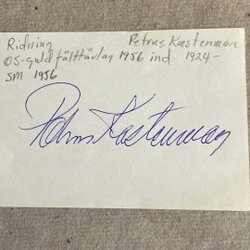 Ridning Petrus Kastenman
OS-guld fälttävlan 1956 ind 1924-
SM 1956
Petrus Kastenman